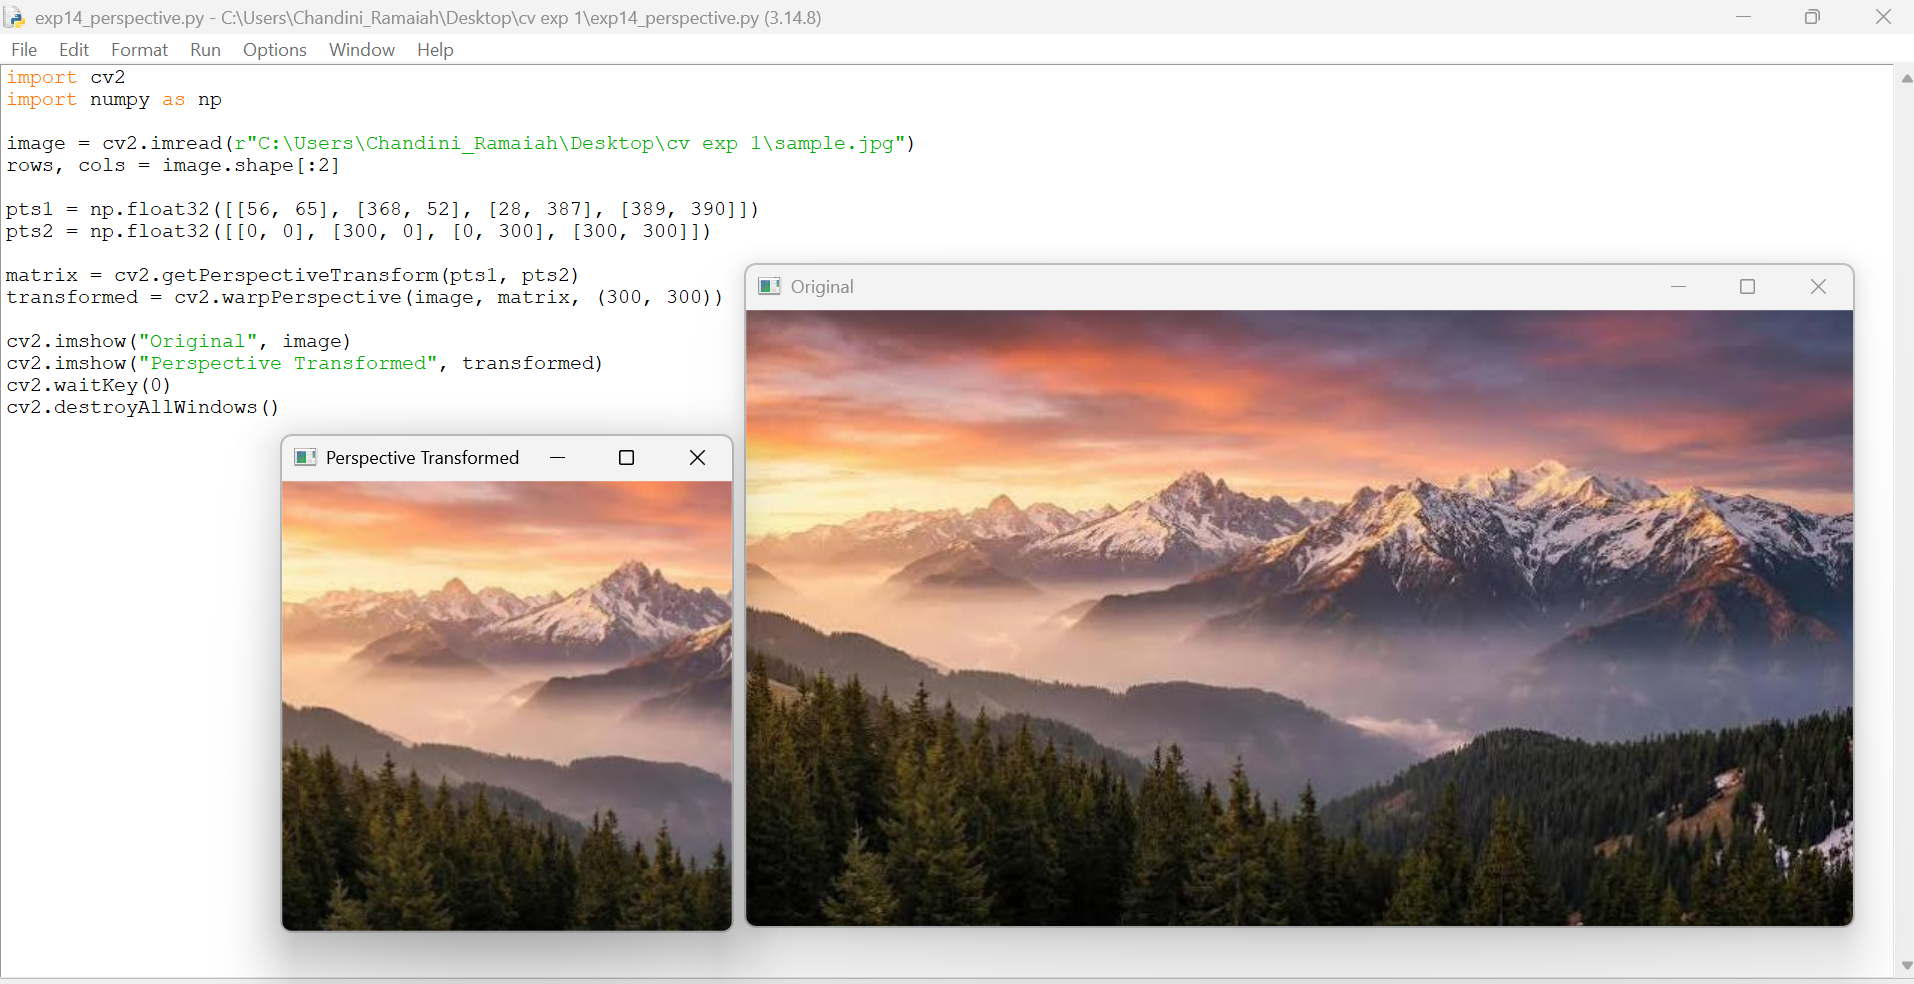 exp14_perspective.py - C:\Users\Chandini_Ramaiah\Desktop\cv exp 1\exp14_perspective.py (3.14.8)
File Edit Format Run Options Window Help
import cv2
import numpy as np
image = cv2.imread(r"C:\Users\Chandini_Ramaiah\Desktop\cv exp 1\sample.jpg")
rows, cols = image.shape[:2]
pts1 = np.float32([[56, 65], [368, 52], [28, 387], [389, 390]])
pts2 = np.float32([[0, 0], [300, 0], [0, 300], [300, 300]])
matrix = cv2.getPerspectiveTransform(pts1, pts2)
transformed = cv2.warpPerspective(image, matrix, (300, 300))
cv2.imshow("Original", image)
cv2.imshow("Perspective Transformed", transformed)
cv2.waitKey(0)
cv2.destroyAllWindows()
Original
Perspective Transformed